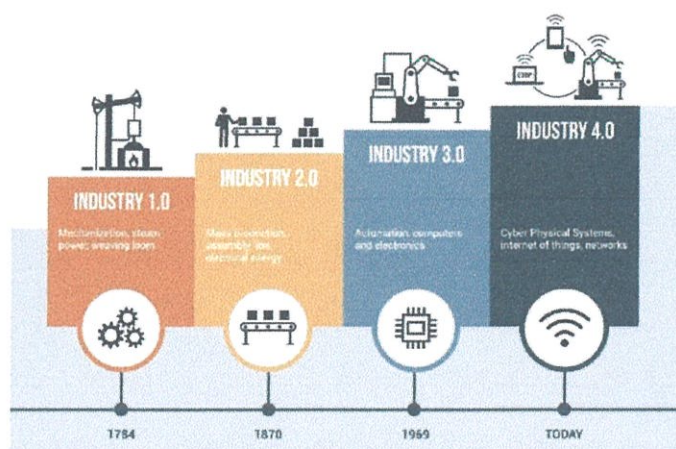 INDUSTRY 1.0
Mechanization, steam
power, weaving loom
INDUSTRY 2.0
Mass production,
assembly line,
electrical energy
INDUSTRY 3.0
Automation, computers
and electronics
INDUSTRY 4.0
Cyber Physical Systems,
internet of things, networks
1784
1870
1969
TODAY